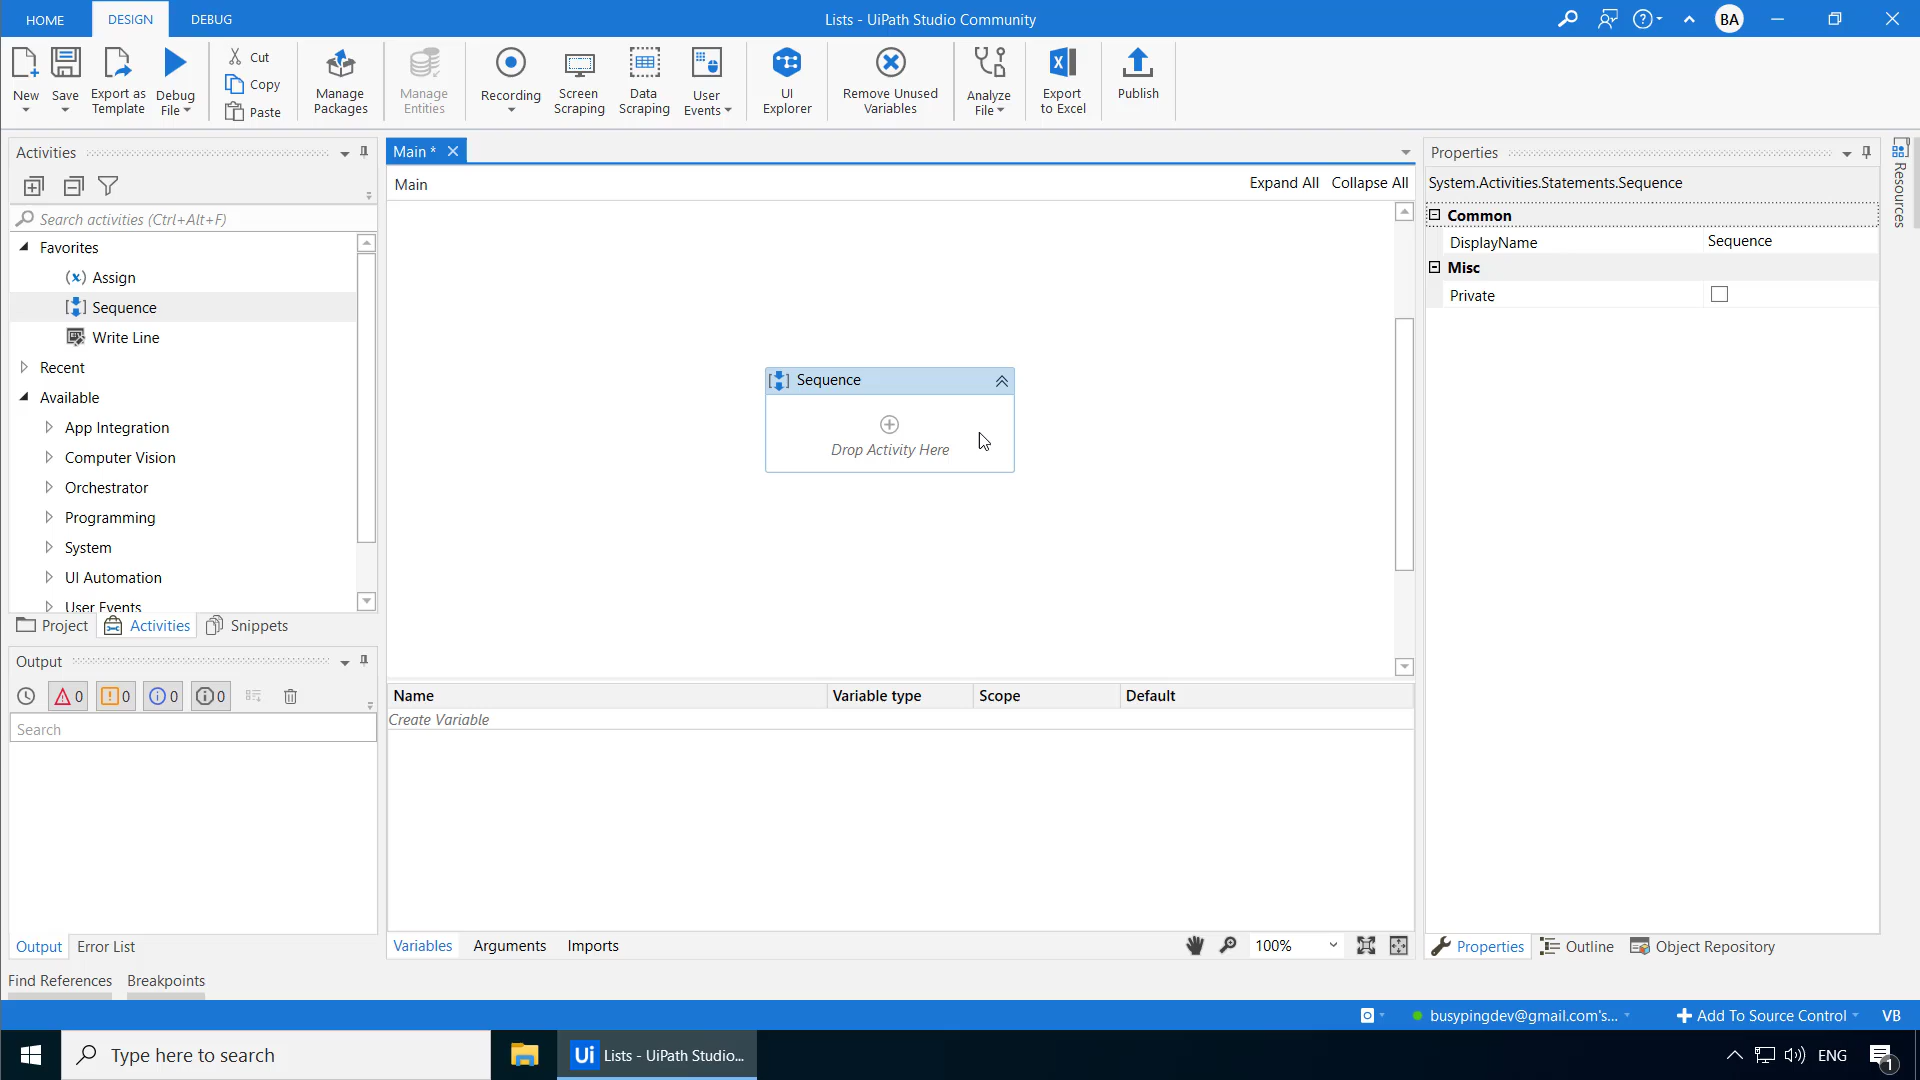 HOME
DESIGN
DEBUG
Lists - UiPath Studio Community
BA
New
Save
Export as
Template
Debug
File
Cut
Copy
Paste
Manage
Packages
Manage
Entities
Recording
Screen
Scraping
Data
Scraping
User
Events
UI
Explorer
Remove Unused
Variables
Analyze
File
Export
to Excel
Publish
Activities
Search activities (Ctrl+Alt+F)
Favorites
Assign
Sequence
Write Line
Recent
Available
App Integration
Computer Vision
Orchestrator
Programming
System
UI Automation
User Events
Project
Activities
Snippets
Output
0
0
0
0
Search
Output
Error List
Find References
Breakpoints
Main *
Main
Expand All
Collapse All
Sequence
Drop Activity Here
Name
Variable type
Scope
Default
Create Variable
Variables
Arguments
Imports
100%
Properties
System.Activities.Statements.Sequence
Common
DisplayName
Sequence
Misc
Private
Properties
Outline
Object Repository
Resources
busypingdev@gmail.com's...
Add To Source Control
VB
Type here to search
Ui
Lists - UiPath Studio...
ENG
1